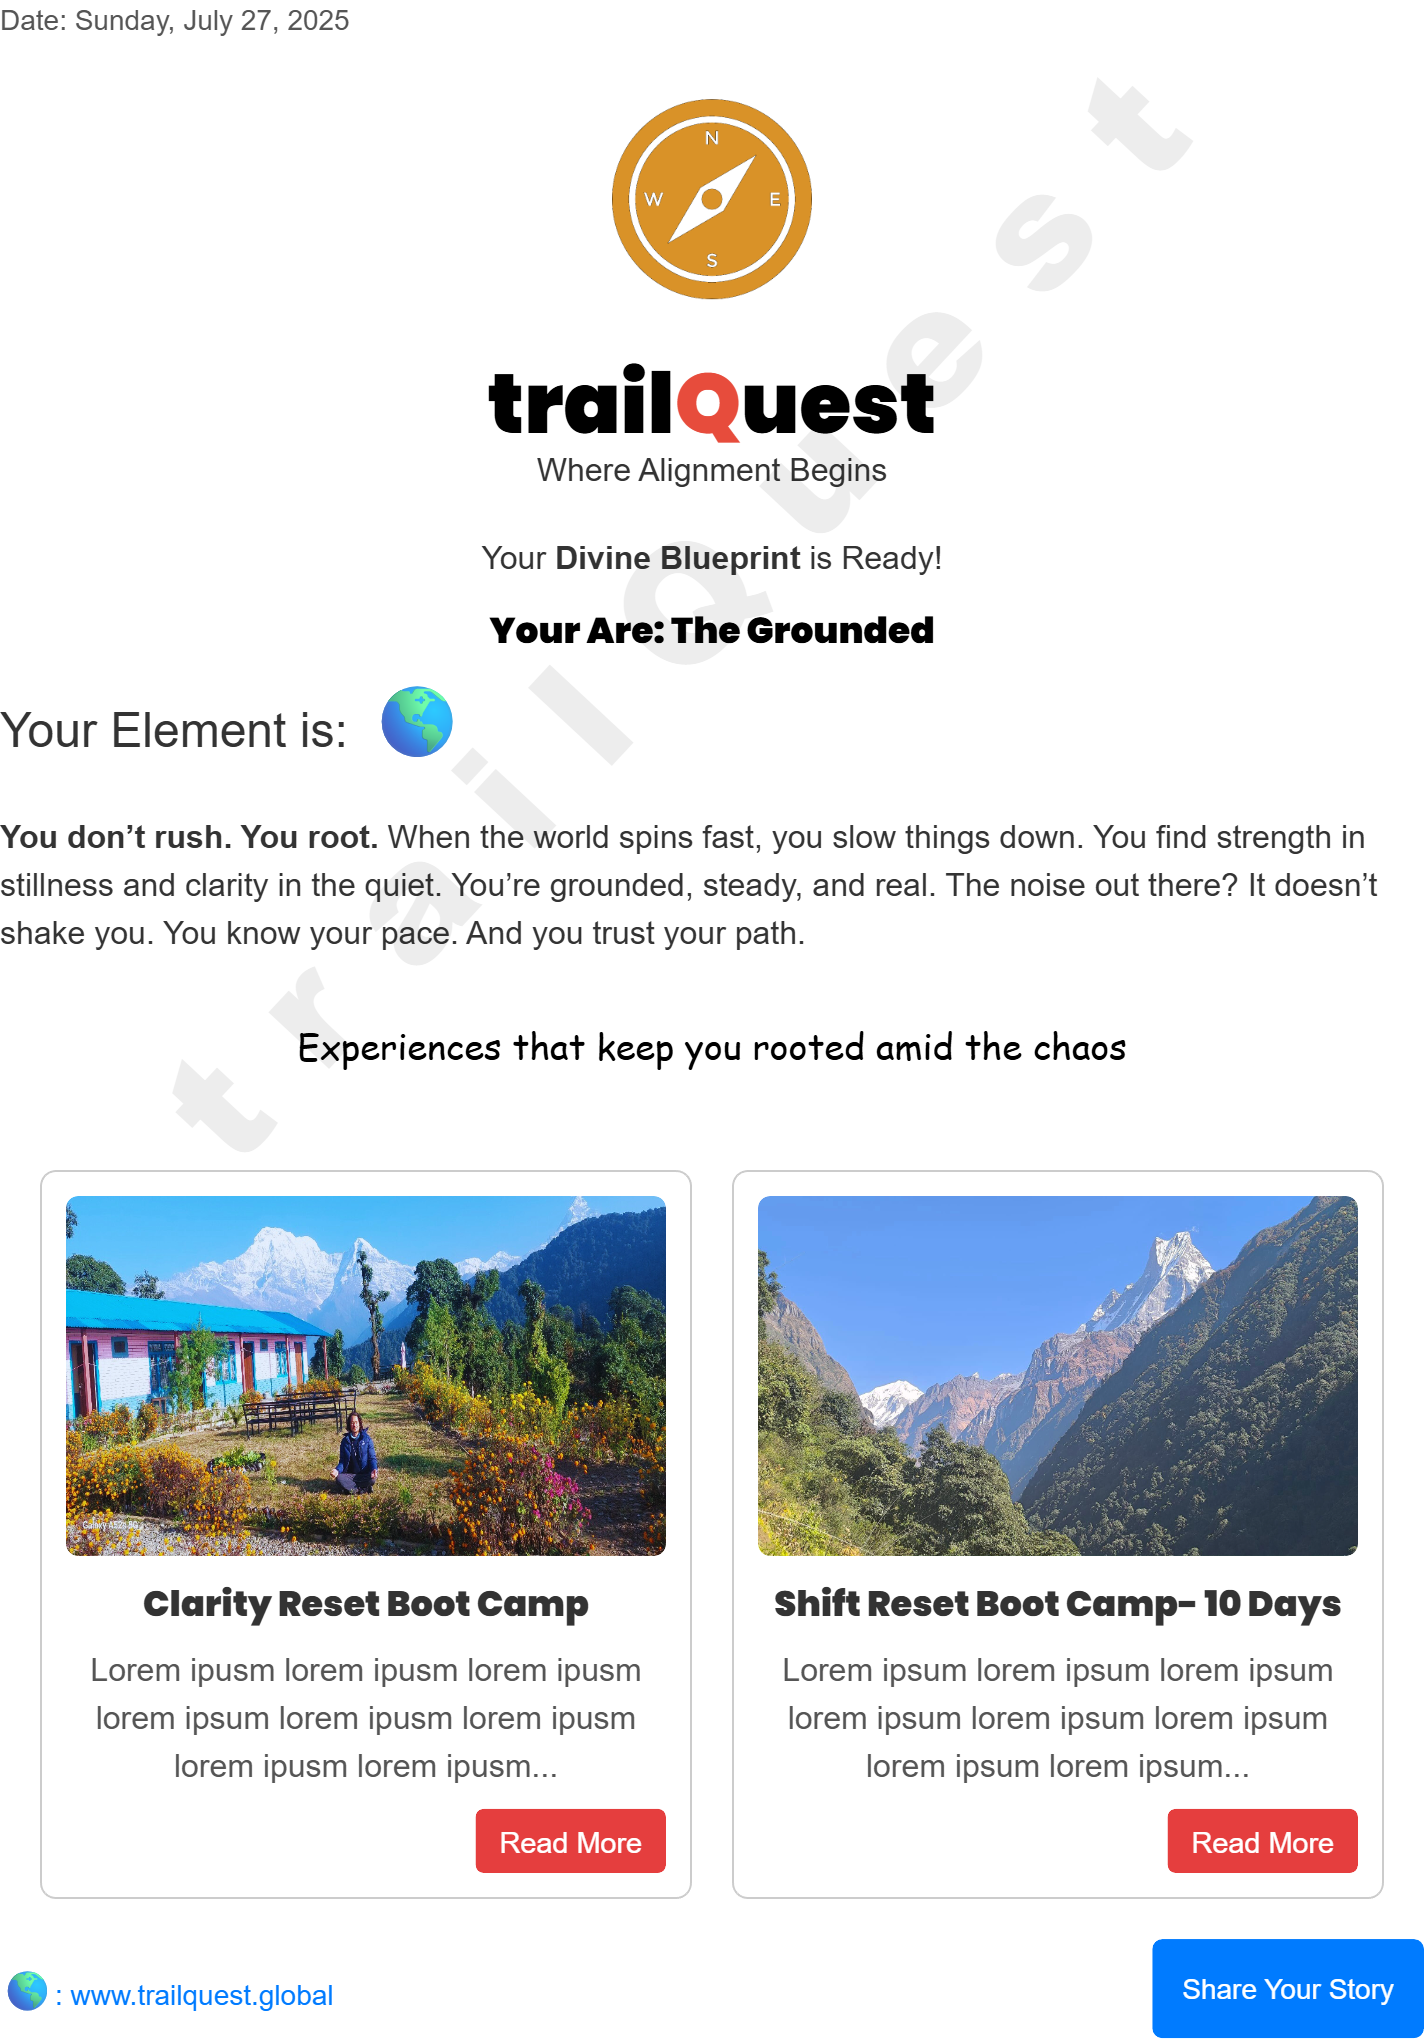 Date: Sunday, July 27, 2025
N
W E
S
trailQuest
Where Alignment Begins
Your Divine Blueprint is Ready!
Your Are: The Grounded
Your Element is:
You don’t rush. You root. When the world spins fast, you slow things down. You find strength in
stillness and clarity in the quiet. You’re grounded, steady, and real. The noise out there? It doesn’t
shake you. You know your pace. And you trust your path.
Experiences that keep you rooted amid the chaos
trailQuest
Clarity Reset Boot Camp
Lorem ipusm lorem ipusm lorem ipusm
lorem ipsum lorem ipusm lorem ipusm
lorem ipusm lorem ipusm...
Read More
Shift Reset Boot Camp- 10 Days
Lorem ipsum lorem ipsum lorem ipsum
lorem ipsum lorem ipsum lorem ipsum
lorem ipsum lorem ipsum...
Read More
: www.trailquest.global
Share Your Story